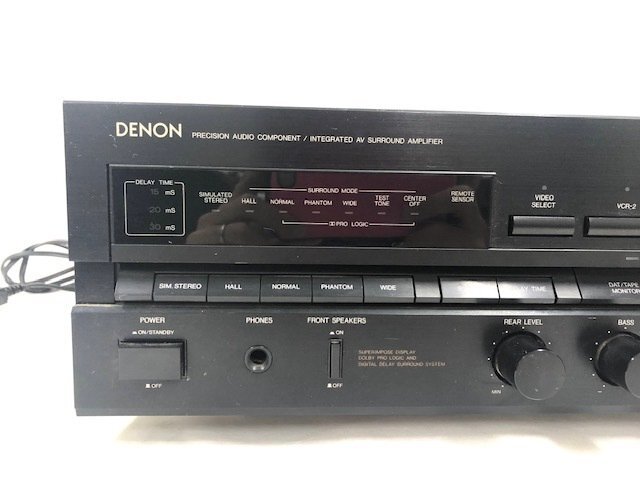 DENON PRECISION AUDIO COMPONENT / INTEGRATED AV SURROUND AMPLIFIER
DELAY TIME
15 mS
20 mS
30 mS
SURROUND MODE
SIMULATED STEREO
HALL
NORMAL
PHANTOM
WIDE
TEST TONE
CENTER OFF
PRO LOGIC
REMOTE SENSOR
VIDEO SELECT
VCR-2
SIM. STEREO
HALL
NORMAL
PHANTOM
WIDE
DAT/TAPE
POWER
ON/STANDBY
OFF
PHONES
FRONT SPEAKERS
ON
OFF
SUPERIMPOSE DISPLAY
DOLBY PRO LOGIC AND
DIGITAL DELAY SURROUND SYSTEM
REAR LEVEL
MIN
BASS